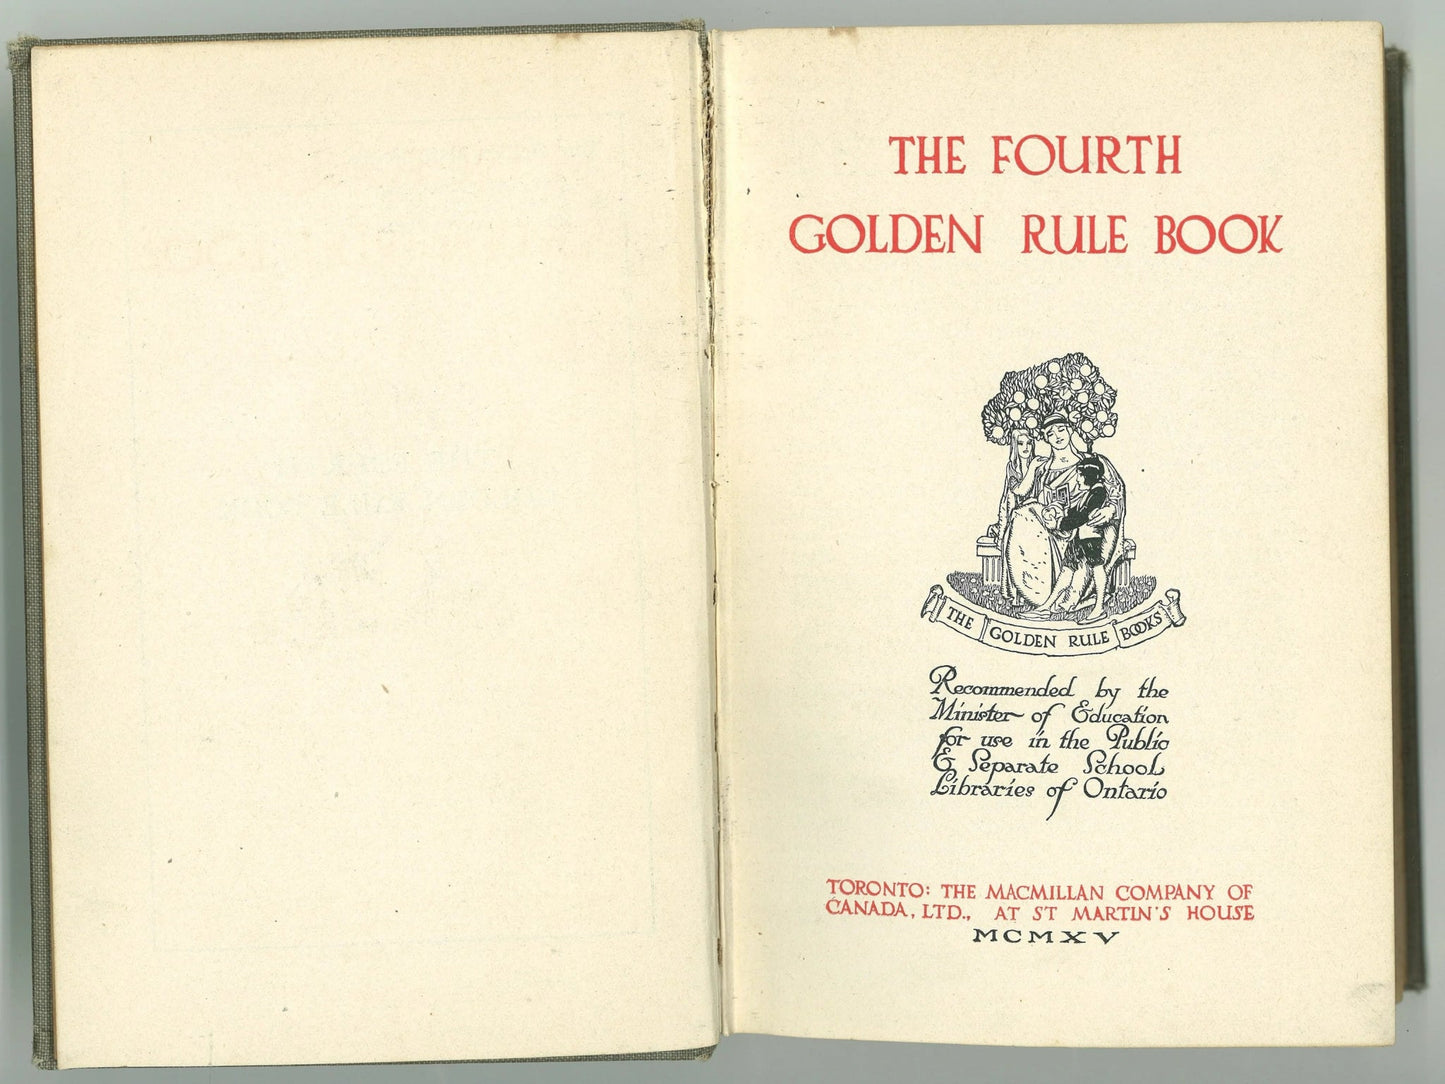 THE FOURTH
GOLDEN RULE BOOK
THE GOLDEN RULE BOOKS
Recommended by the
Minister of Education
for use in the Public
& Separate School
Libraries of Ontario
TORONTO: THE MACMILLAN COMPANY OF
CANADA, LTD., AT ST MARTIN'S HOUSE
MCMXV